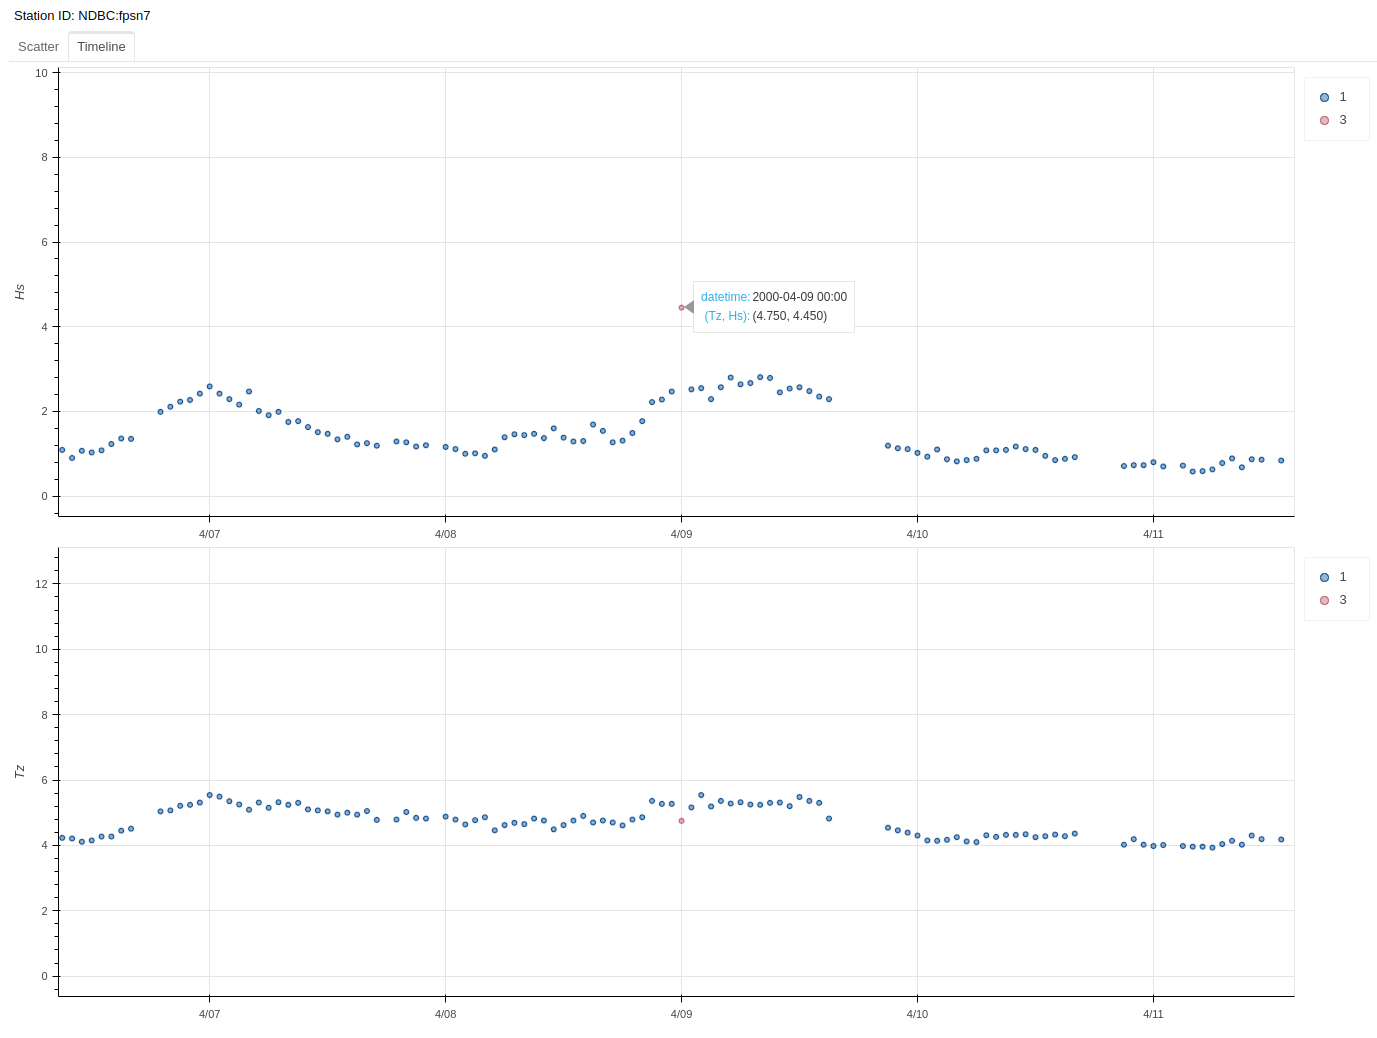 Station ID: NDBC:fpsn7
Scatter Timeline
10
8
6
4
2
0
Hs
datetime: 2000-04-09 00:00
(Tz, Hs): (4.750, 4.450)
1
3
4/07 4/08 4/09 4/10 4/11
12
10
8
6
4
2
0
Tz
1
3
4/07 4/08 4/09 4/10 4/11